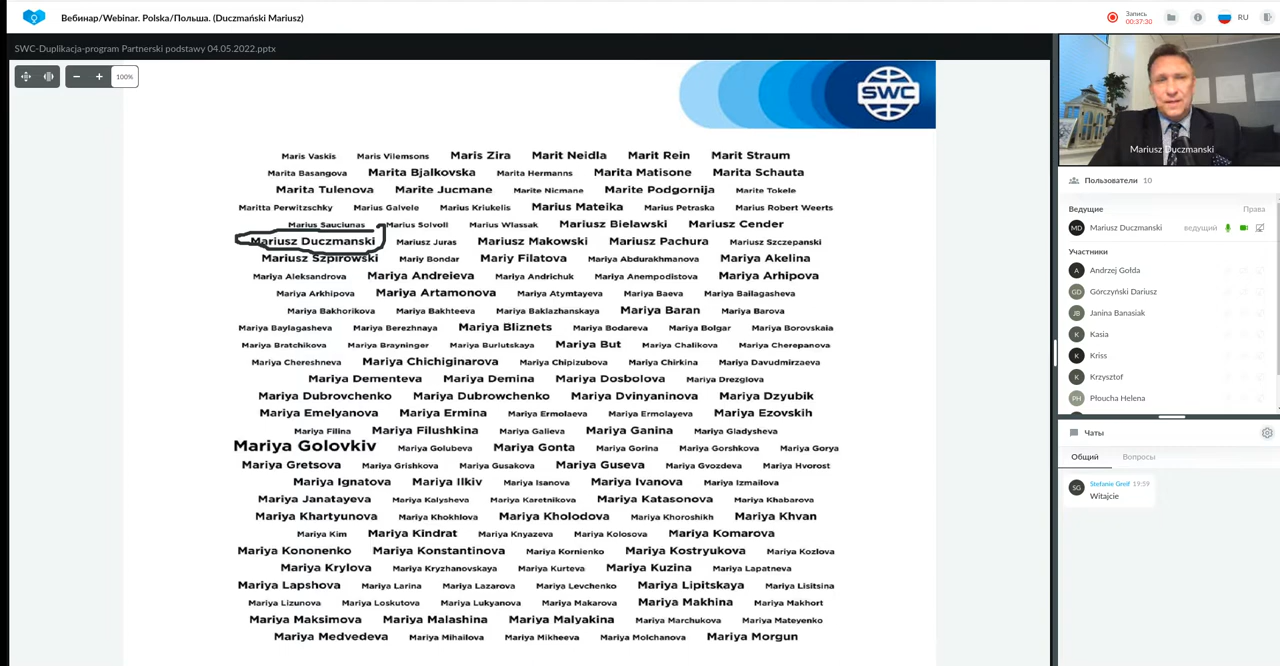 Вебинар/Webinar. Polska/Польша. (Duczmański Mariusz)
Запись
00:37:30
RU
SWC-Duplikacja-program Partnerski podstawy 04.05.2022.pptx
100%
SWC
Maris Vaskis Maris Vilemsons Maris Zira Marit Neidla Marit Rein Marit Straum
Marita Basangova Marita Bjalkovska Marita Hermanns Marita Matisone Marita Schauta
Marita Tulenova Marite Jucmane Marite Nicmane Marite Podgornija Marite Tokele
Maritta Perwitzschky Marius Galvele Marius Kriukelis Marius Mateika Marius Petraska Marius Robert Weerts
Marius Sauciunas Marius Solvoll Marius Wlassak Mariusz Bielawski Mariusz Cender
Mariusz Duczmanski Mariusz Juras Mariusz Makowski Mariusz Pachura Mariusz Szczepanski
Mariusz Szpirowski Mariy Bondar Mariy Filatova Mariya Abdurakhmanova Mariya Akelina
Mariya Aleksandrova Mariya Andreieva Mariya Andrichuk Mariya Anempodistova Mariya Arhipova
Mariya Arkhipova Mariya Artamonova Mariya Atymtayeva Mariya Baeva Mariya Bailagasheva
Mariya Bakhorikova Mariya Bakhteeva Mariya Baklazhanskaya Mariya Baran Mariya Barova
Mariya Baylagasheva Mariya Berezhnaya Mariya Bliznets Mariya Bodareva Mariya Bolgar Mariya Borovskaia
Mariya Bratchikova Mariya Brayninger Mariya Burlutskaya Mariya But Mariya Chalikova Mariya Cherepanova
Mariya Chereshneva Mariya Chichiginarova Mariya Chipizubova Mariya Chirkina Mariya Davudmirzaeva
Mariya Dementeva Mariya Demina Mariya Dosbolova Mariya Drezglova
Mariya Dubrovchenko Mariya Dubrowchenko Mariya Dvinyaninova Mariya Dzyubik
Mariya Emelyanova Mariya Ermina Mariya Ermolaeva Mariya Ermolaeva Mariya Ezovskih
Mariya Filina Mariya Filushkina Mariya Galieva Mariya Ganina Mariya Gladysheva
Mariya Golovkiv Mariya Golubeva Mariya Gonta Mariya Gorina Mariya Gorshkova Mariya Gorya
Mariya Gretsova Mariya Grishkova Mariya Gusakova Mariya Guseva Mariya Gvozdeva Mariya Hvorost
Mariya Ignatova Mariya Ilkiv Mariya Isanova Mariya Ivanova Mariya Izmailova
Mariya Janatayeva Mariya Kalysheva Mariya Karetnikova Mariya Katasonova Mariya Khabarova
Mariya Khartyunova Mariya Khokhlova Mariya Kholodova Mariya Khoroshikh Mariya Khvan
Mariya Kim Mariya Kindrat Mariya Knyazeva Mariya Kolosova Mariya Komarova
Mariya Kononenko Mariya Konstantinova Mariya Kornienko Mariya Kostryukova Mariya Kozlova
Mariya Krylova Mariya Kryzhanovskaya Mariya Kurteva Mariya Kuzina Mariya Lapatneva
Mariya Lapshova Mariya Larina Mariya Lazarova Mariya Levchenko Mariya Lipitskaya Mariya Lisitsina
Mariya Lizunova Mariya Loskutova Mariya Lukyanova Mariya Makarova Mariya Makhina Mariya Makhort
Mariya Maksimova Mariya Malashina Mariya Malyakina Mariya Marchukova Mariya Mateyenko
Mariya Medvedeva Mariya Mihailova Mariya Mikheeva Mariya Molchanova Mariya Morgun
Mariusz Duczmanski
Пользователи 10
Ведущие Права
MD Mariusz Duczmanski ведущий
Участники
A Andrzej Gołda
GD Górczyński Dariusz
JB Janina Banasiak
K Kasia
K Kriss
K Krzysztof
PH Płoucha Helena
Чаты
Общий Вопросы
SG Stefanie Greif 19:59
Witajcie